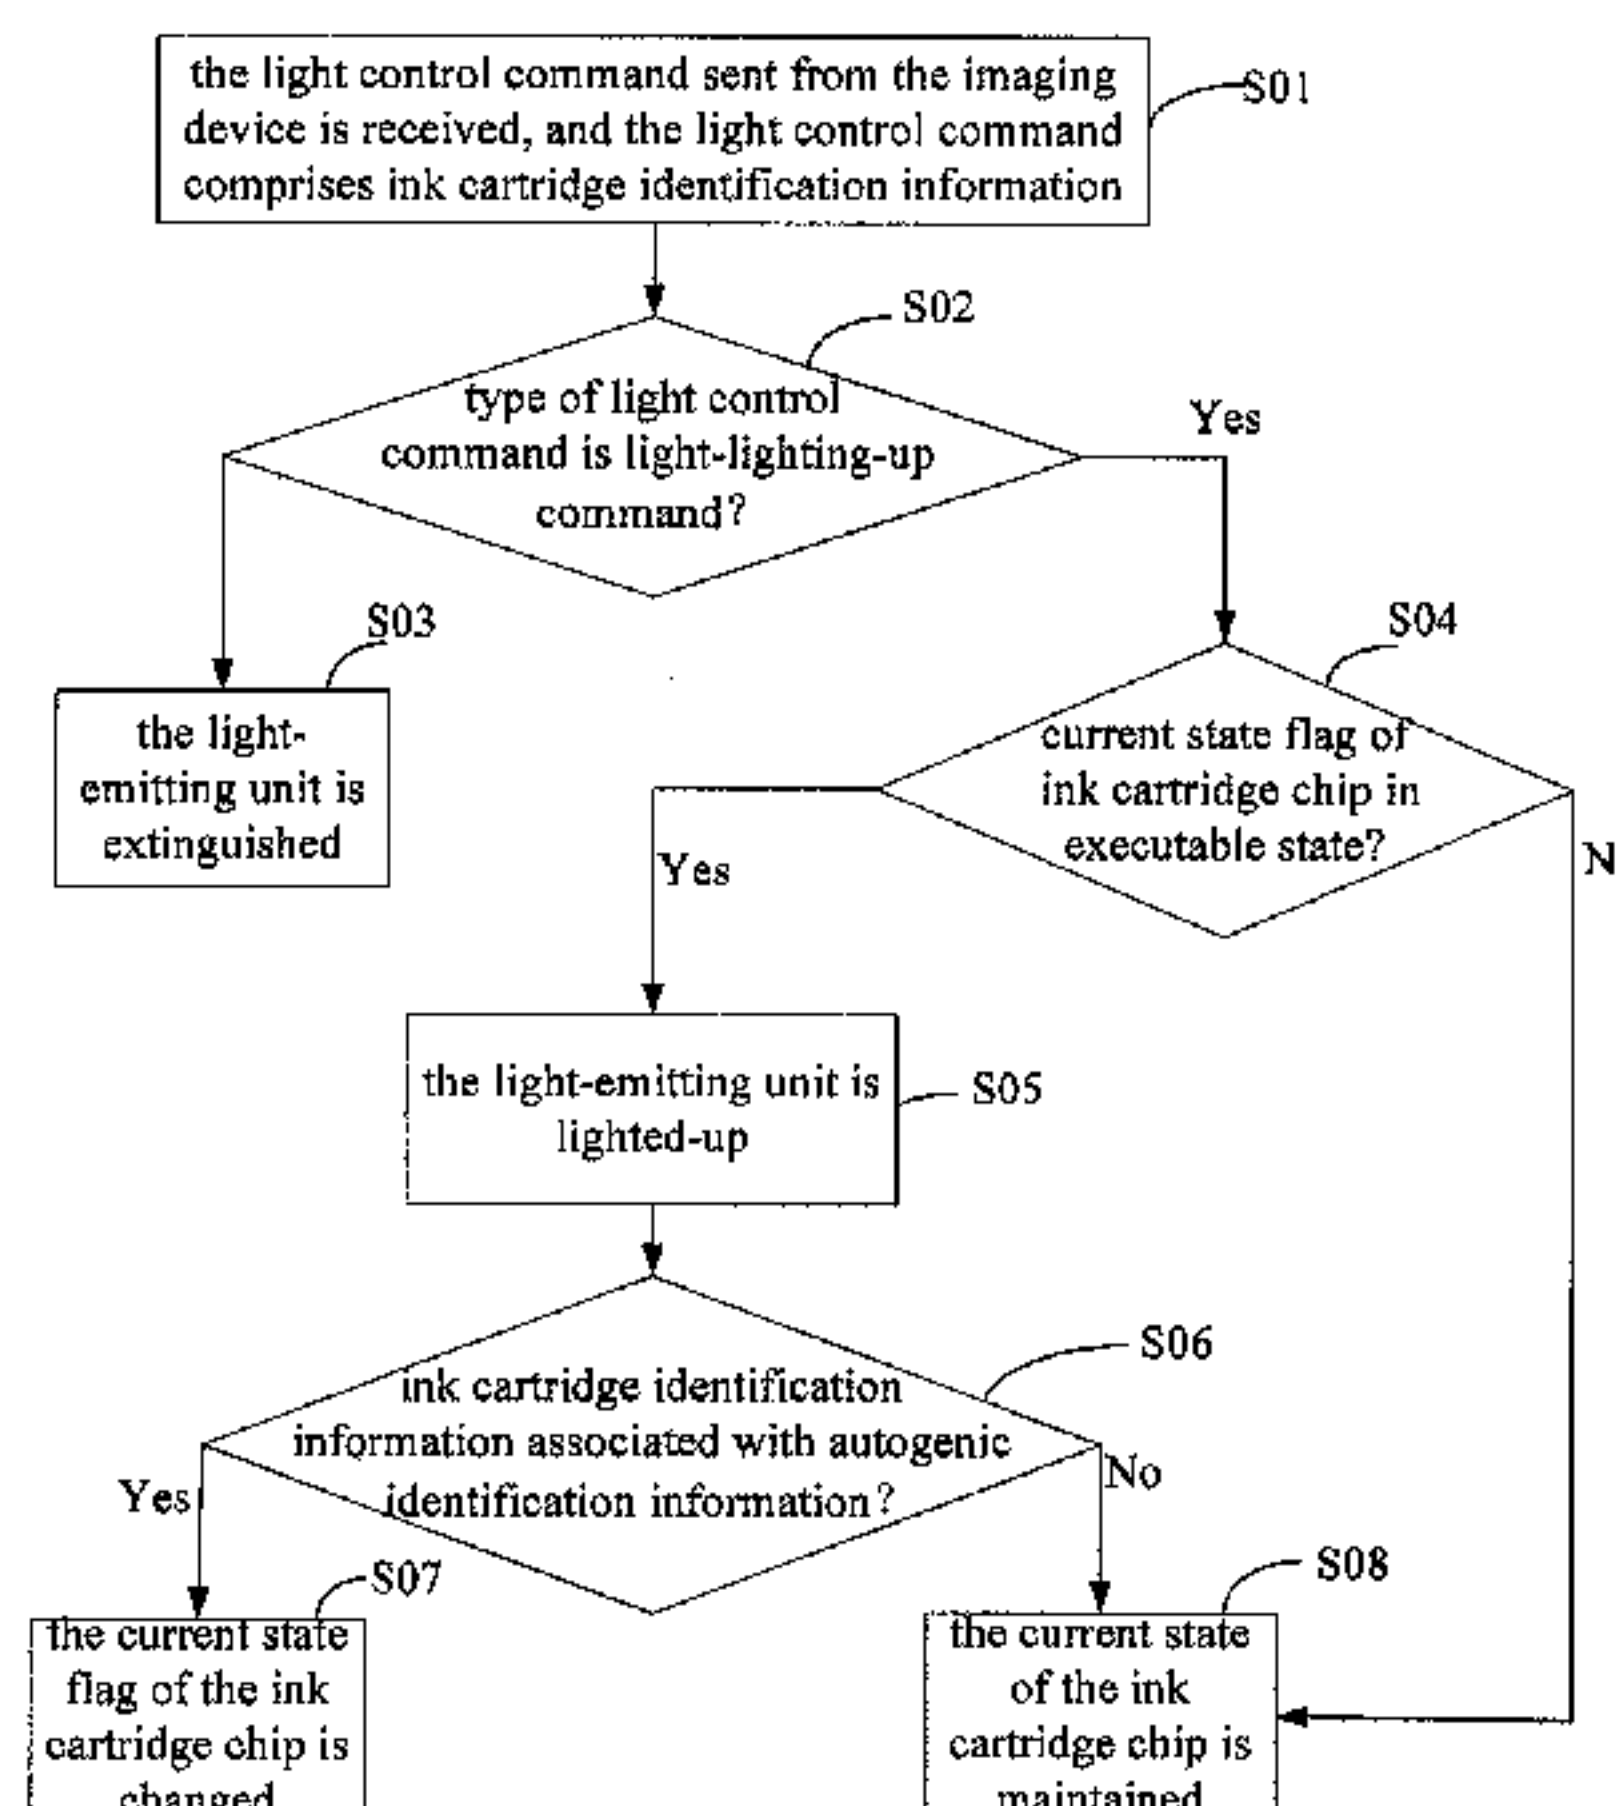 the light control command sent from the imaging
device is received, and the light control command
comprises ink cartridge identification information
S01
S02
type of light control
command is light-lighting-up
command?
Yes
S03
the light-
emitting unit is
extinguished
S04
current state flag of
ink cartridge chip in
executable state?
Yes
N
the light-emitting unit is
lighted-up
S05
S06
ink cartridge identification
information associated with autogenic
identification information?
Yes
No
S07
the current state
flag of the ink
cartridge chip is
changed
S08
the current state
of the ink
cartridge chip is
maintained